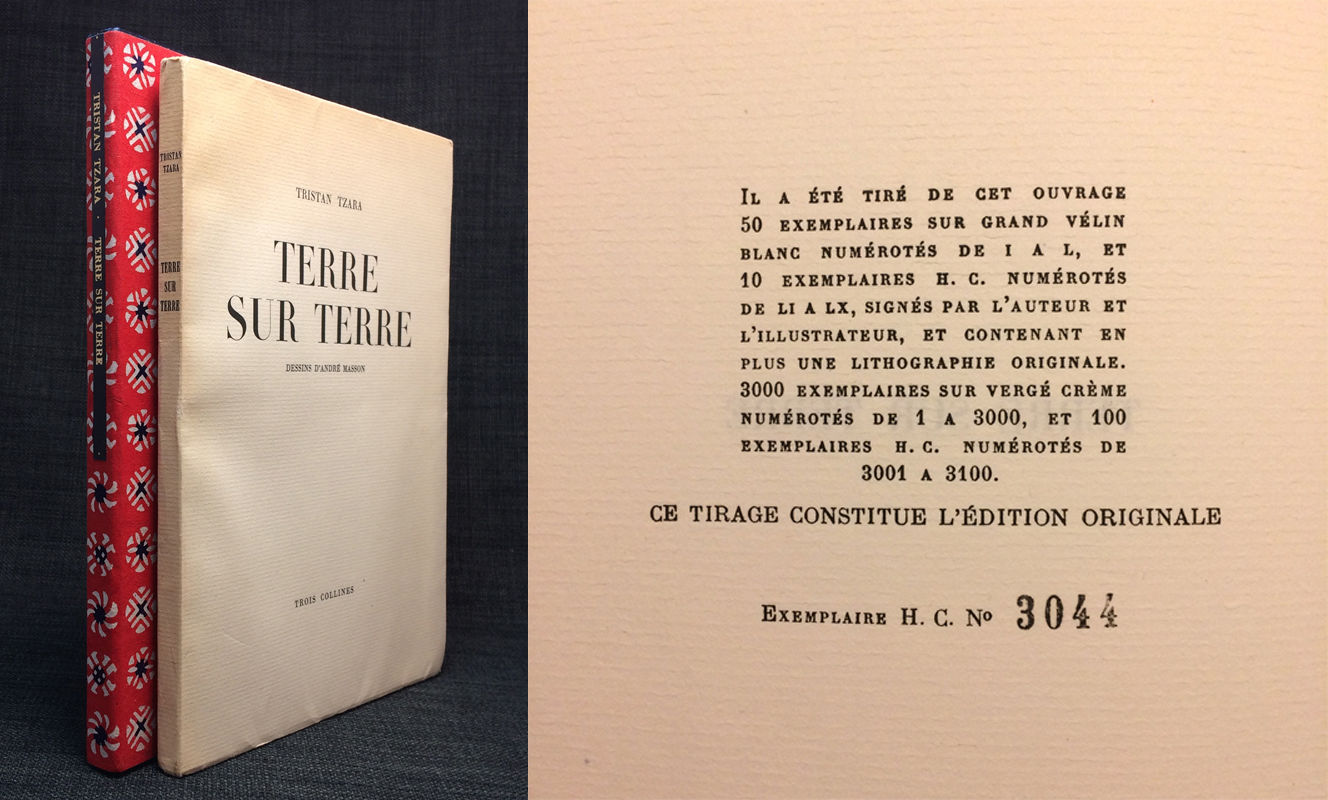 TRISTAN TZARA · TERRE SUR TERRE
TRISTAN
TZARA
TERRE
SUR
TERRE
TRISTAN TZARA
TERRE
SUR TERRE
DESSINS D'ANDRÉ MASSON
TROIS COLLINES
IL A ÉTÉ TIRÉ DE CET OUVRAGE
50 EXEMPLAIRES SUR GRAND VÉLIN
BLANC NUMÉROTÉS DE I A L, ET
10 EXEMPLAIRES H. C. NUMÉROTÉS
DE LI A LX, SIGNÉS PAR L'AUTEUR ET
L'ILLUSTRATEUR, ET CONTENANT EN
PLUS UNE LITHOGRAPHIE ORIGINALE.
3000 EXEMPLAIRES SUR VERGÉ CRÈME
NUMÉROTÉS DE 1 A 3000, ET 100
EXEMPLAIRES H. C. NUMÉROTÉS DE
3001 A 3100.
CE TIRAGE CONSTITUE L'ÉDITION ORIGINALE
EXEMPLAIRE H. C. Nº 3044